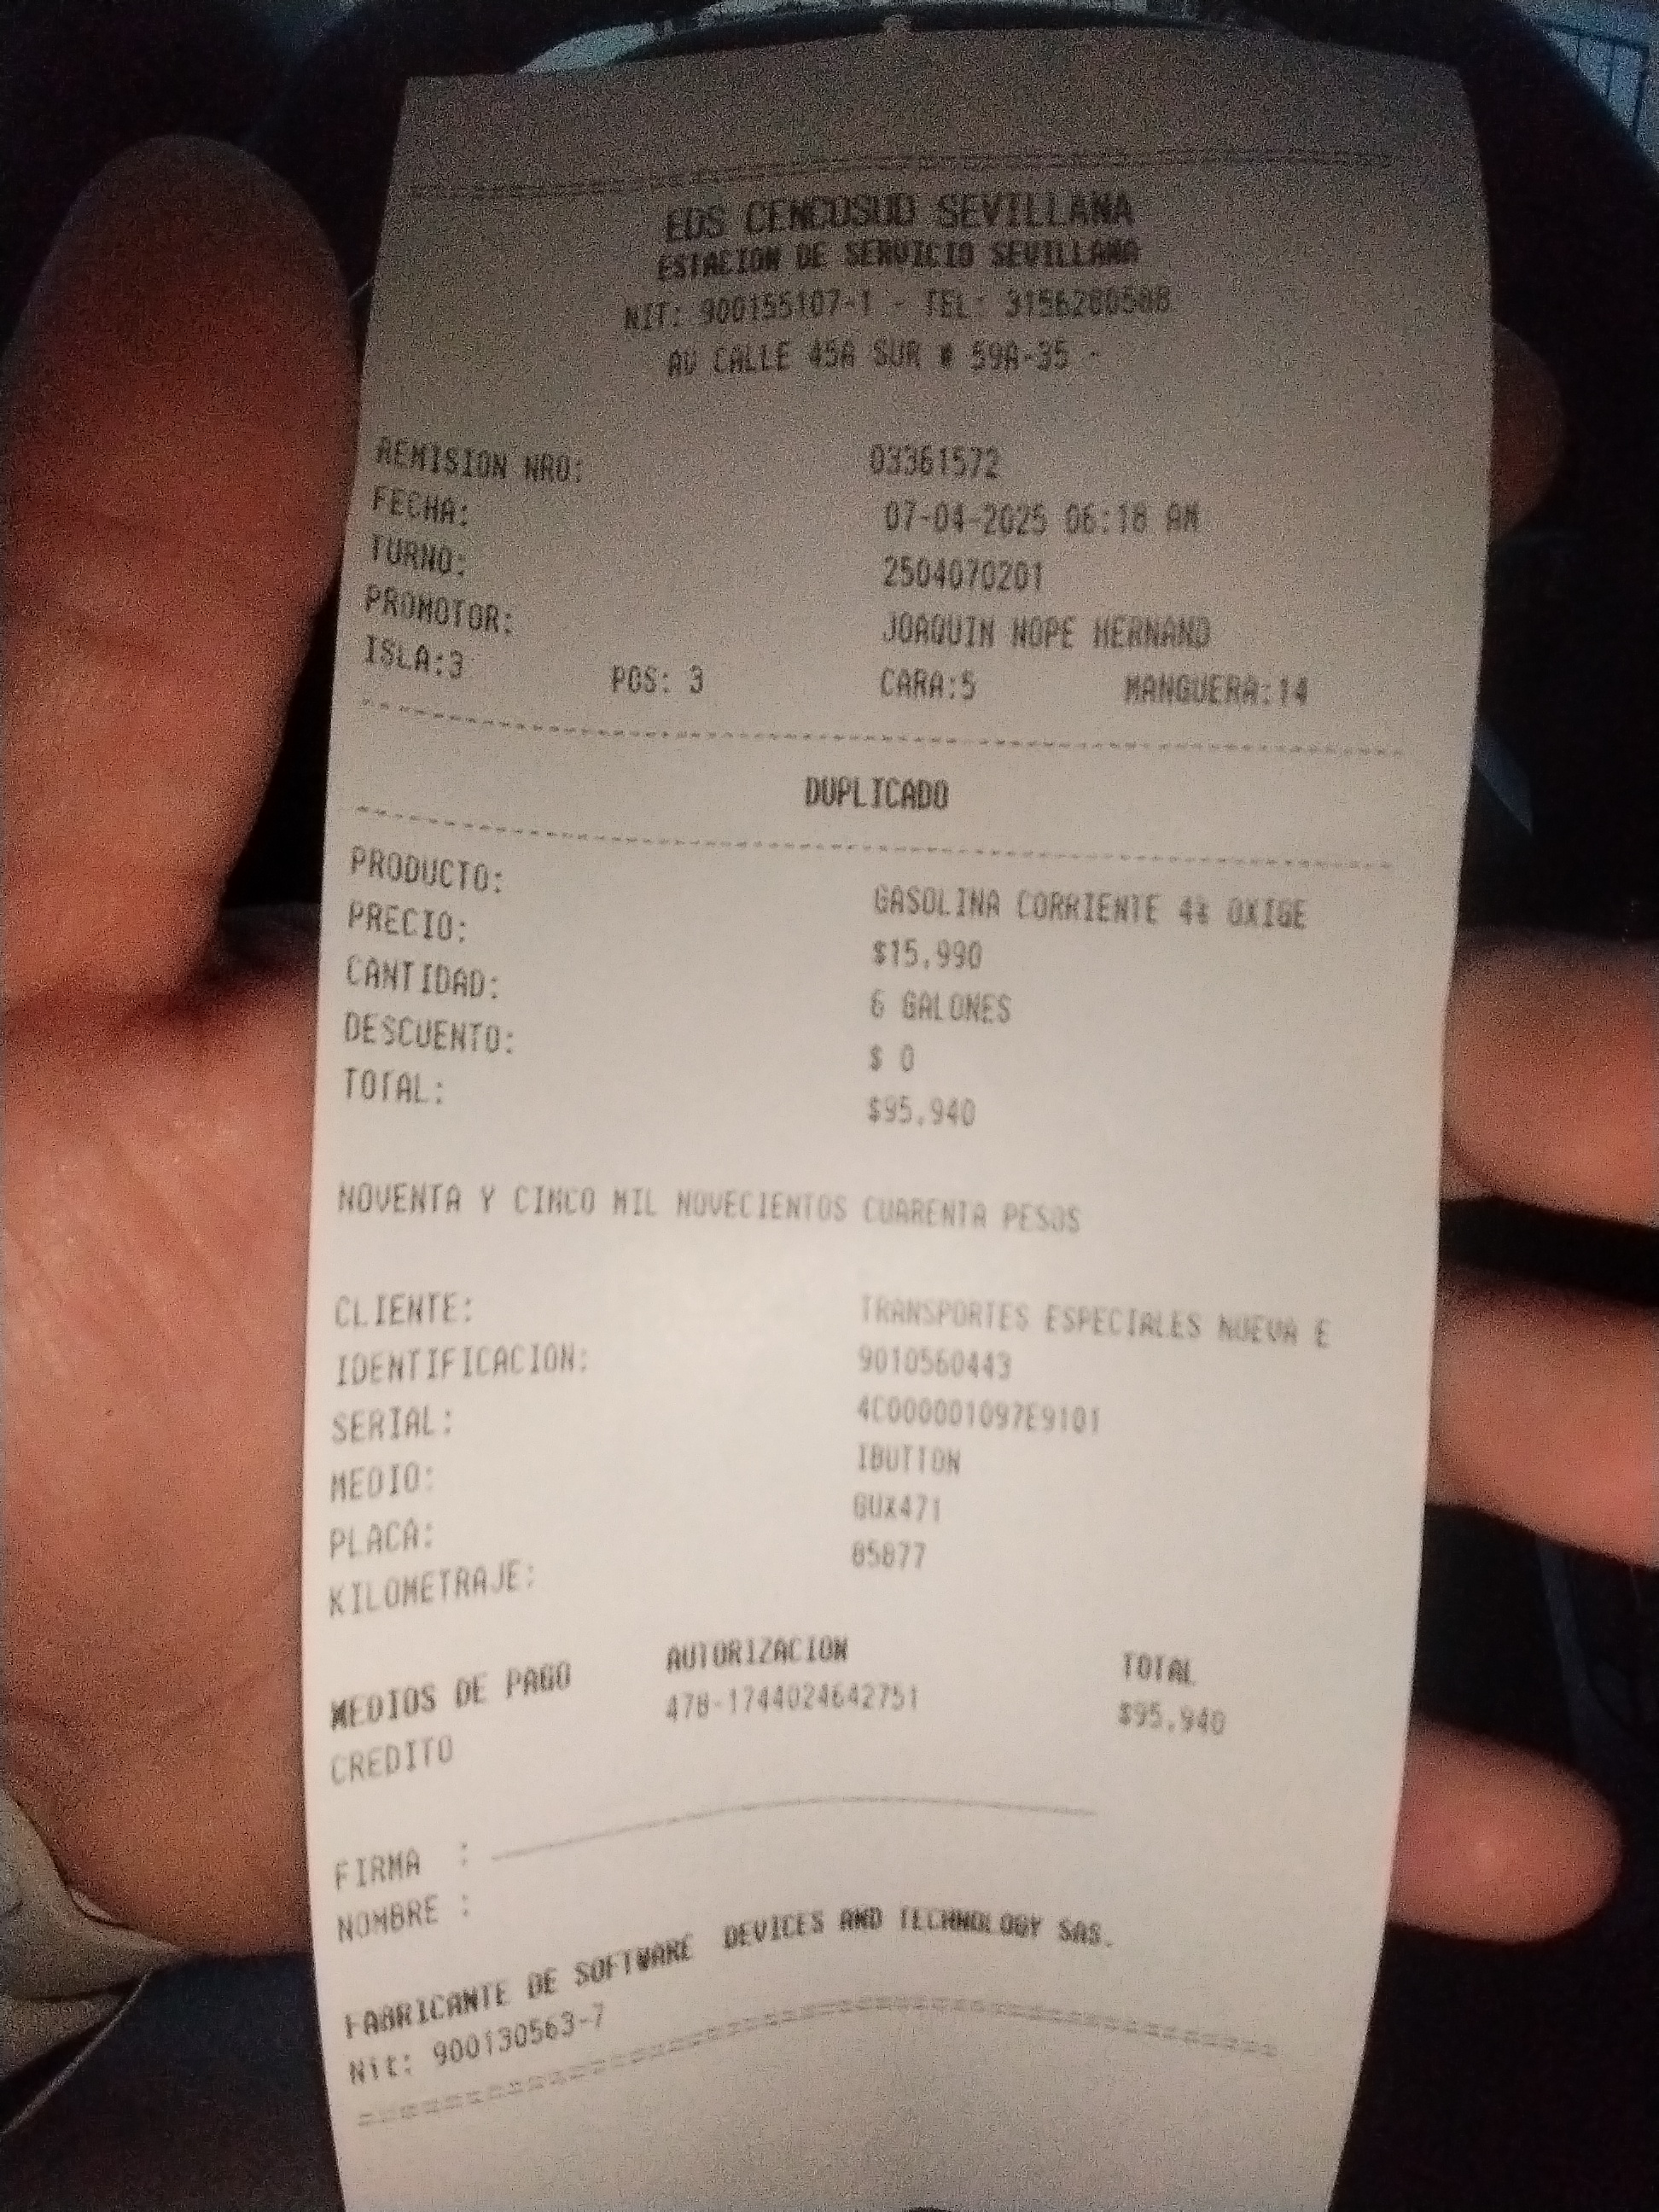 EDS CENCOSUD SEVILLANA
ESTACION DE SERVICIO SEVILLANA
NIT: 900155107-1 - TEL: 3156280508
AV CALLE 45A SUR # 59A-35 -
REMISION NRO: 03361572
FECHA: 07-04-2025 06:18 AM
TURNO: 2504070201
PROMOTOR: JOAQUIN NOPE HERNAND
ISLA:3 POS: 3 CARA:5 MANGUERA:14
DUPLICADO
PRODUCTO: GASOLINA CORRIENTE 4% OXIGE
PRECIO: $15.990
CANTIDAD: 6 GALONES
DESCUENTO: $ 0
TOTAL: $95.940
NOVENTA Y CINCO MIL NOVECIENTOS CUARENTA PESOS
CLIENTE: TRANSPORTES ESPECIALES NUEVA E
IDENTIFICACION: 9010560443
SERIAL: 4C000001097E9101
MEDIO: IBUTTON
PLACA: GUX471
KILOMETRAJE: 85877
MEDIOS DE PAGO AUTORIZACION TOTAL
CREDITO 478-1744024642751 $95.940
FIRMA :
NOMBRE :
FABRICANTE DE SOFTWARE DEVICES AND TECHNOLOGY SAS.
Nit: 900130563-7